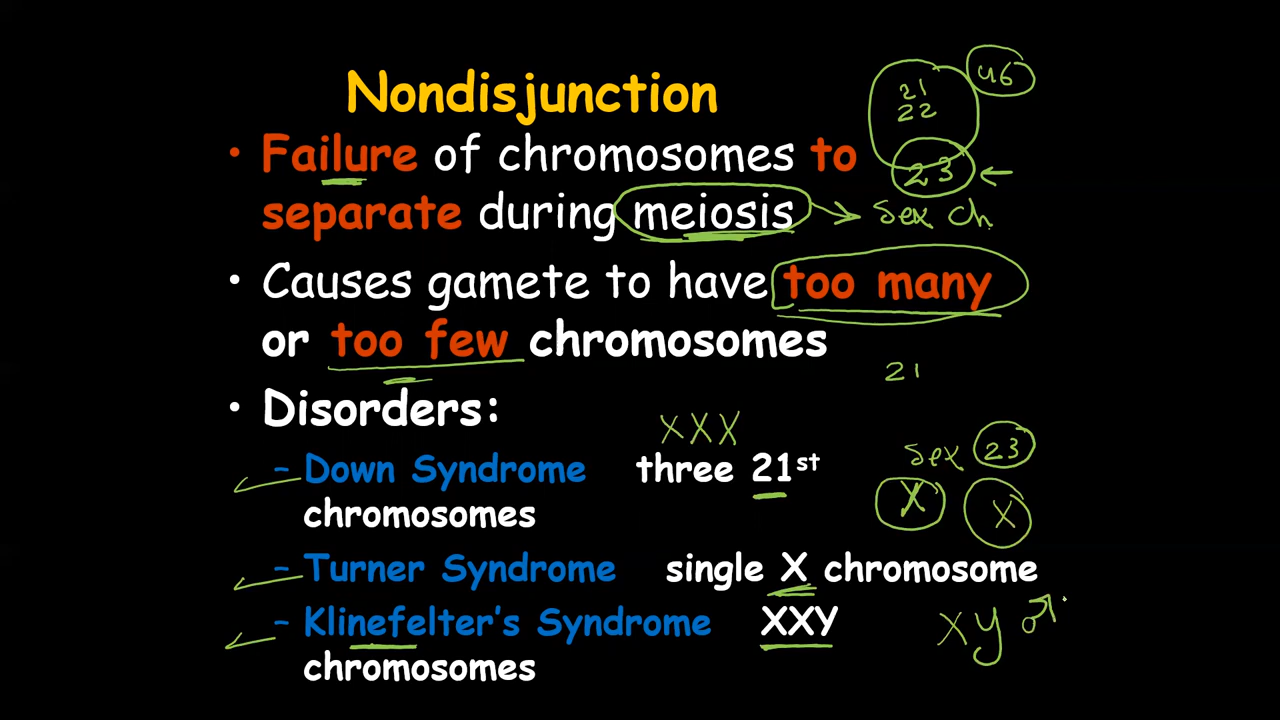 Nondisjunction
46
21
22
• Failure of chromosomes to
23
separate during meiosis
sex ch
• Causes gamete to have too many
or too few chromosomes
21
• Disorders:
XXX
sex 23
– Down Syndrome three 21st
X X
chromosomes
– Turner Syndrome single X chromosome
– Klinefelter's Syndrome XXY
xy ♂
chromosomes